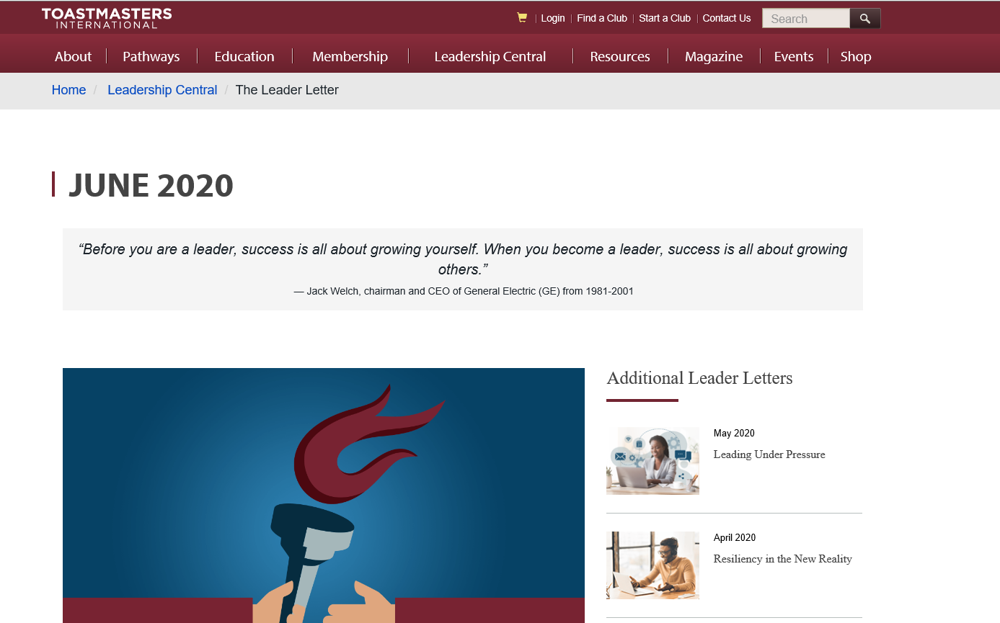 TOASTMASTERS
INTERNATIONAL
Login | Find a Club | Start a Club | Contact Us
Search
About | Pathways | Education | Membership | Leadership Central | Resources | Magazine | Events | Shop
Home / Leadership Central / The Leader Letter
JUNE 2020
“Before you are a leader, success is all about growing yourself. When you become a leader, success is all about growing
others.”
— Jack Welch, chairman and CEO of General Electric (GE) from 1981-2001
Additional Leader Letters
May 2020
Leading Under Pressure
April 2020
Resiliency in the New Reality